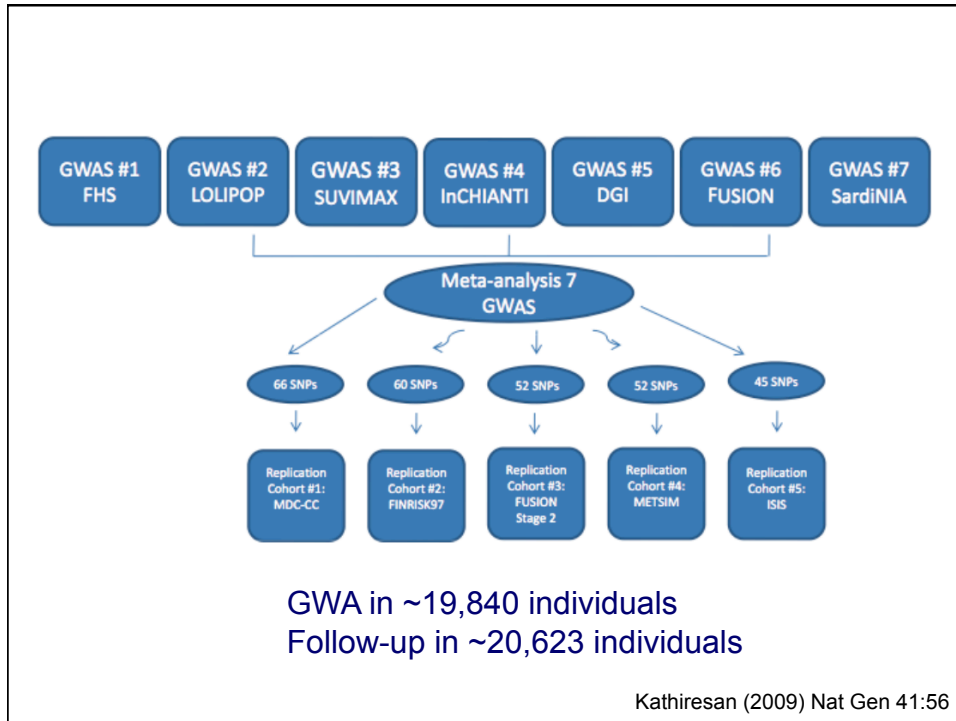 GWAS #1
FHS
GWAS #2
LOLIPOP
GWAS #3
SUVIMAX
GWAS #4
InCHIANTI
GWAS #5
DGI
GWAS #6
FUSION
GWAS #7
SardiNIA
Meta-analysis 7
GWAS
66 SNPs
60 SNPs
52 SNPs
52 SNPs
45 SNPs
Replication
Cohort #1:
MDC-CC
Replication
Cohort #2:
FINRISK97
Replication
Cohort #3:
FUSION
Stage 2
Replication
Cohort #4:
METSIM
Replication
Cohort #5:
ISIS
GWA in ~19,840 individuals
Follow-up in ~20,623 individuals
Kathiresan (2009) Nat Gen 41:56